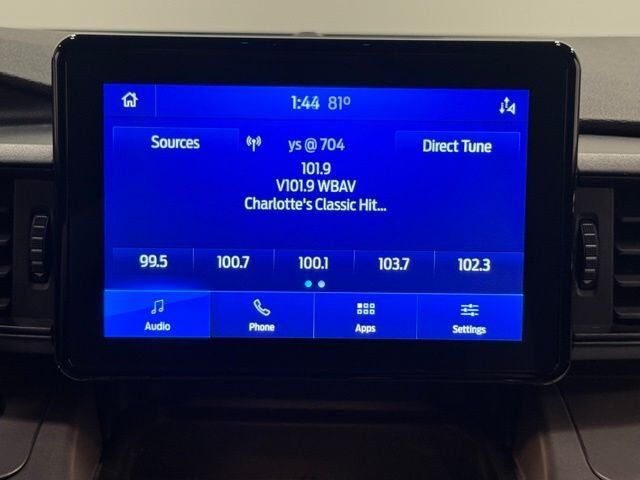 1:44 81º
Sources
ys @ 704
Direct Tune
101.9
V101.9 WBAV
Charlotte's Classic Hit...
99.5 100.7 100.1 103.7 102.3
Audio Phone Apps Settings